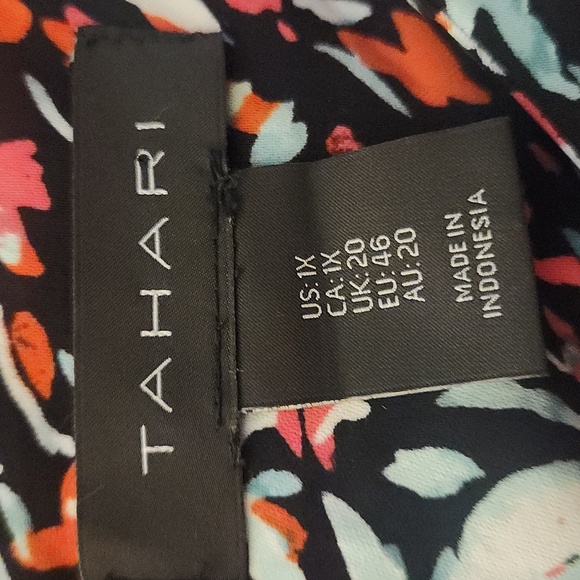 TAHARI
US: 1X
CA: 1X
UK: 20
EU: 46
AU: 20
MADE IN
INDONESIA